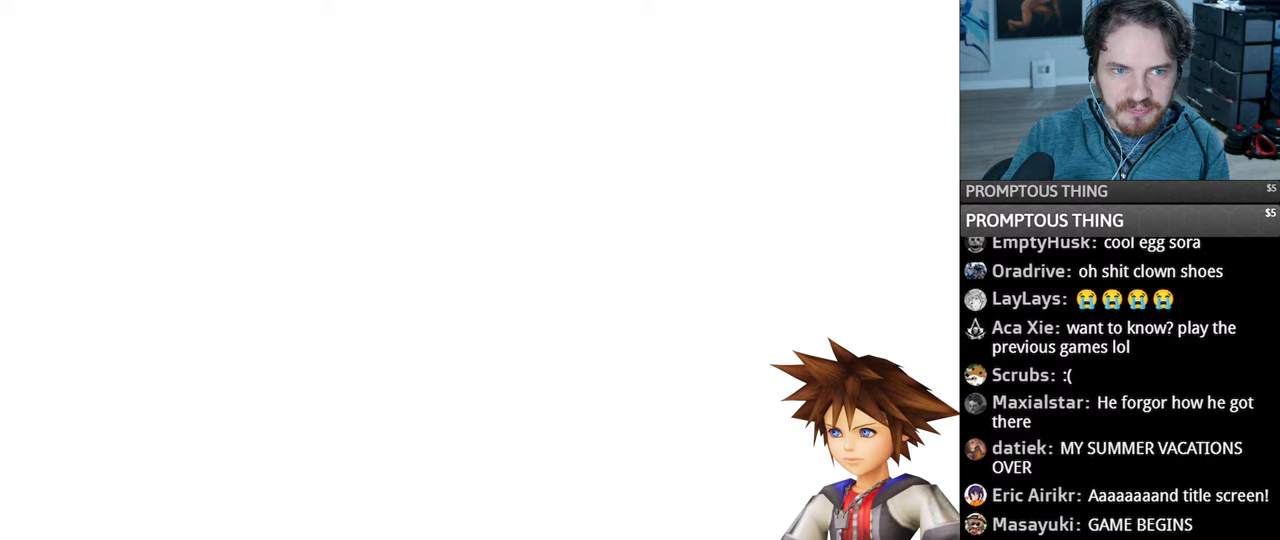 PROMPTOUS THING $5
PROMPTOUS THING $5
EmptyHusk: cool egg sora
Oradrive: oh shit clown shoes
LayLays: 😭😭😭😭
Aca Xie: want to know? play the
previous games lol
Scrubs: :(
Maxialstar: He forgor how he got
there
datiek: MY SUMMER VACATIONS
OVER
Eric Airikr: Aaaaaaaand title screen!
Masayuki: GAME BEGINS